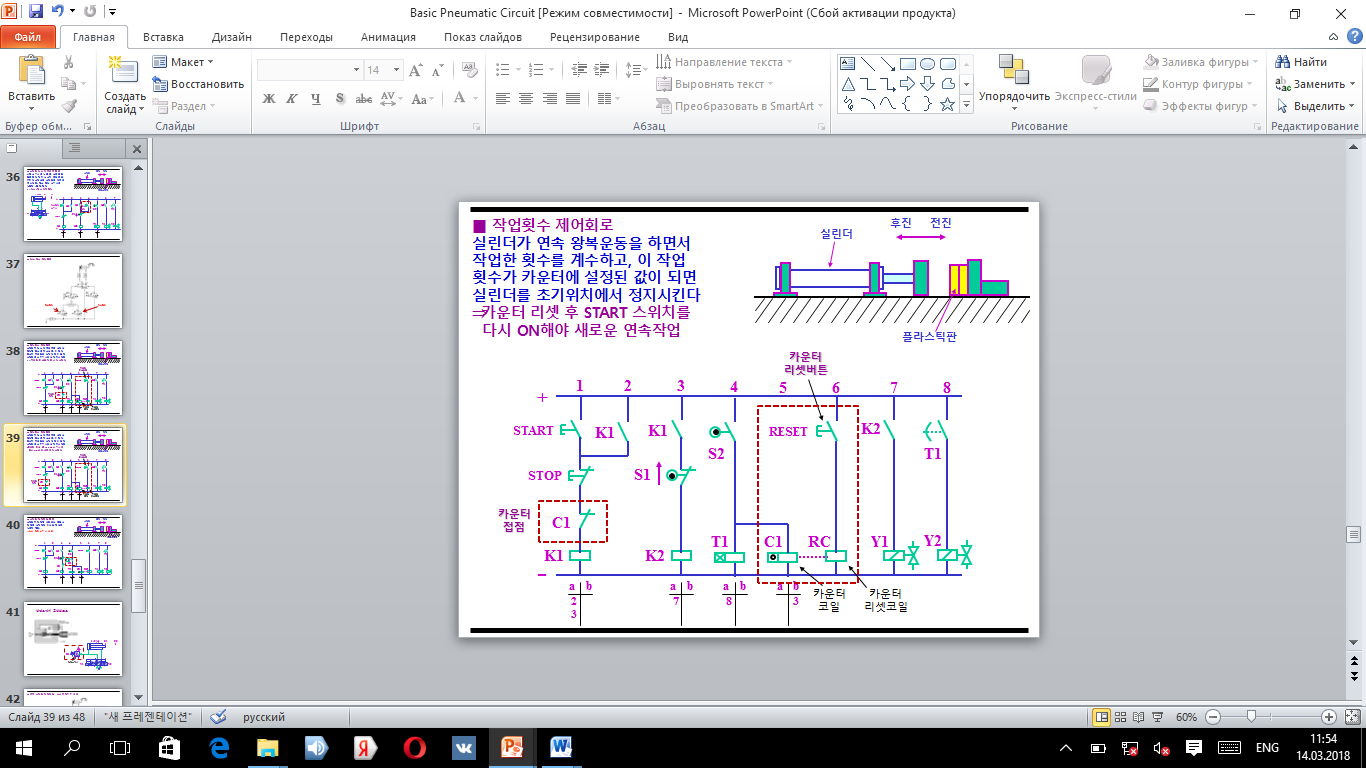 Basic Pneumatic Circuit [Режим совместимости] - Microsoft PowerPoint (Сбой активации продукта)
Файл Главная Вставка Дизайн Переходы Анимация Показ слайдов Рецензирование Вид
Вставить
Буфер обм...
Создать слайд
Макет
Восстановить
Раздел
Слайды
14
Ж К Ч S abc AV Aa A
Шрифт
Направление текста
Выровнять текст
Преобразовать в SmartArt
Абзац
Упорядочить
Экспресс-стили
Заливка фигуры
Контур фигуры
Эффекты фигур
Рисование
Найти
Заменить
Выделить
Редактирование
36
37
38
39
40
41
42
■ 작업횟수 제어회로
실린더가 연속 왕복운동을 하면서
작업한 횟수를 계수하고, 이 작업
횟수가 카운터에 설정된 값이 되면
실린더를 초기위치에서 정지시킨다
⇒카운터 리셋 후 START 스위치를
다시 ON해야 새로운 연속작업
실린더
후진 전진
플라스틱판
카운터
리셋버튼
1 2 3 4 5 6 7 8
+
START K1 K1 S2 RESET K2 T1
STOP S1
카운터
접점
C1
K1 K2 T1 C1 RC Y1 Y2
−
a b a b a b a b
2 7 8 3
3
카운터
코일
카운터
리셋코일
Слайд 39 из 48 "새 프레젠테이션" русский 60%
11:54
ENG
14.03.2018